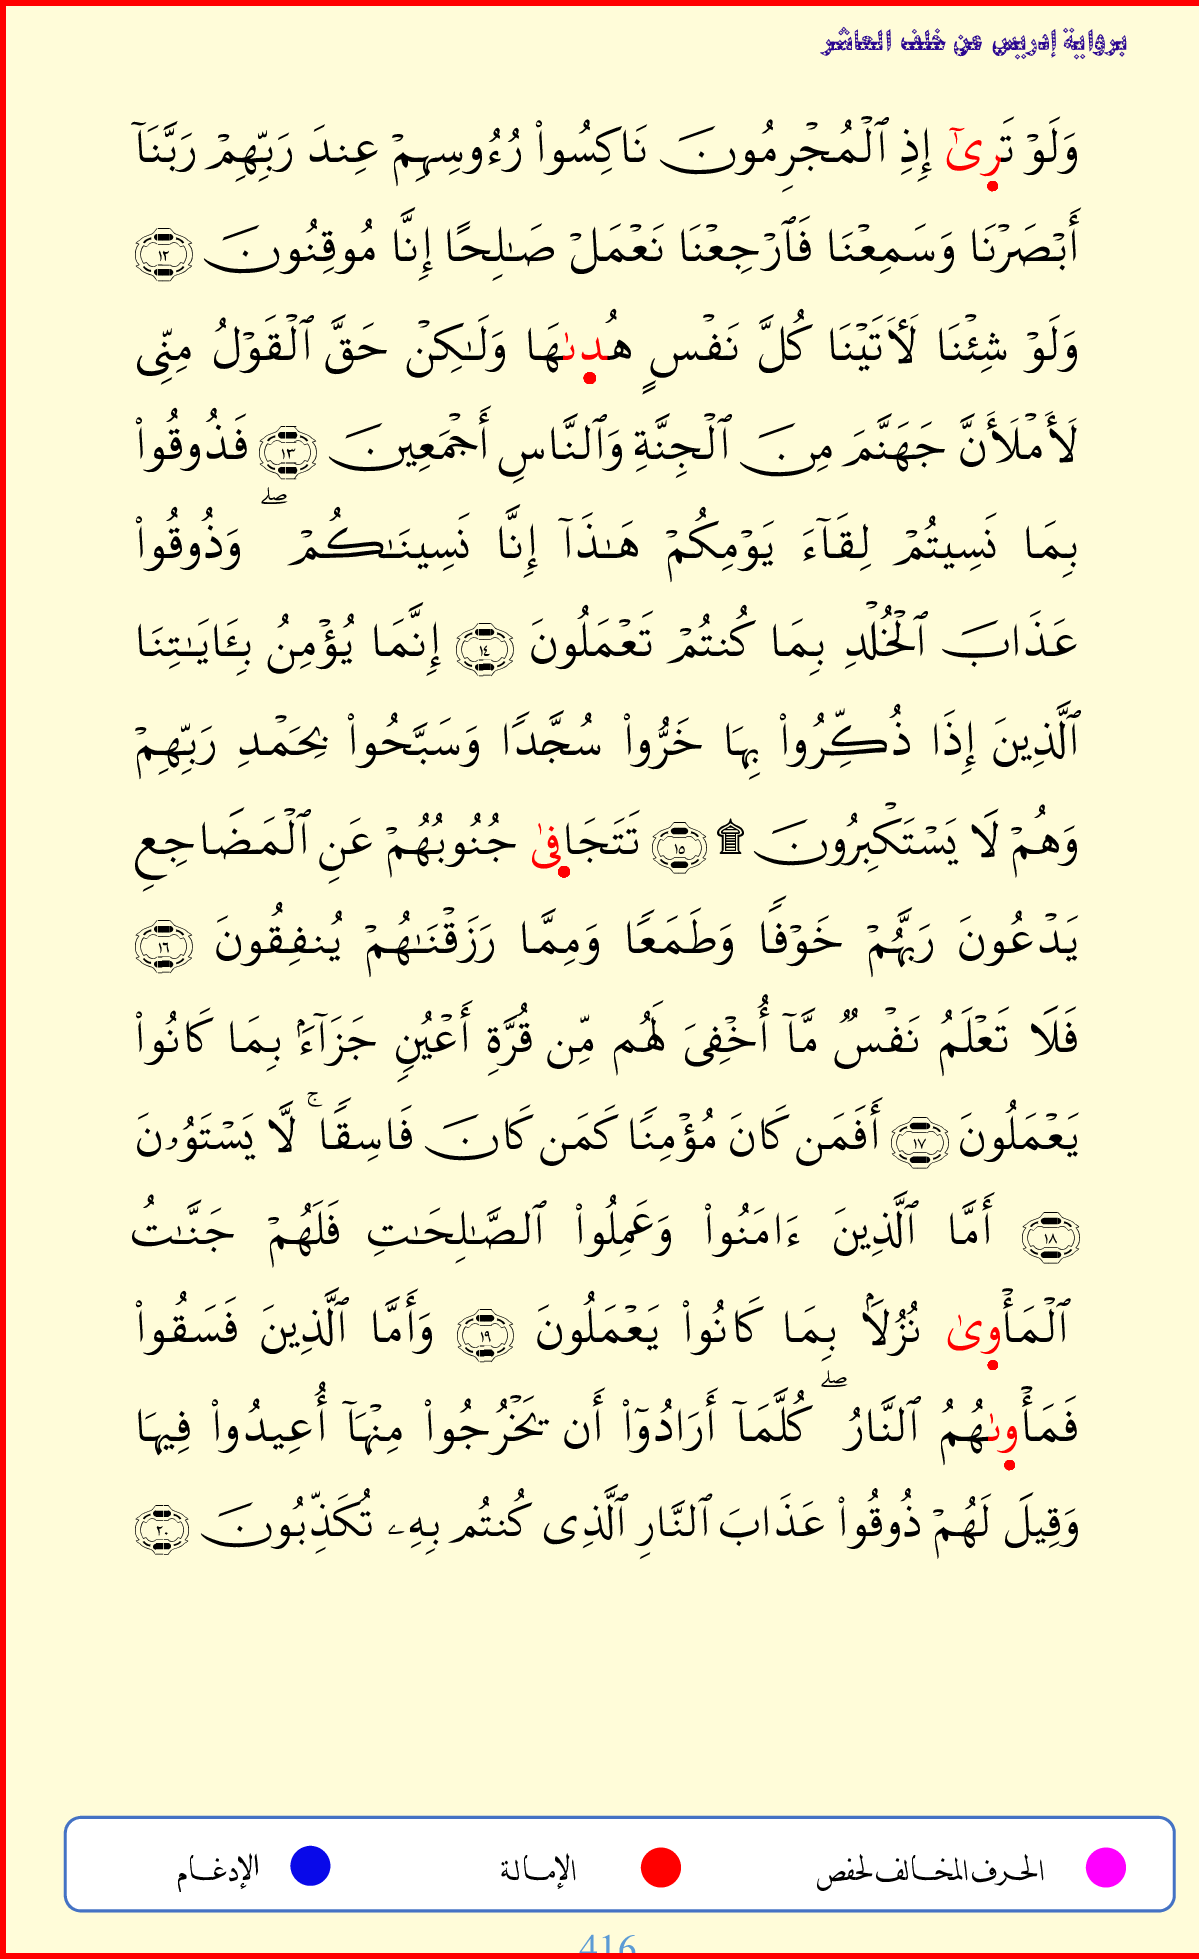 برواية إدريس عن خلف العاشر
وَلَوْ تَرِىٰٓ إِذِ ٱلْمُجْرِمُونَ نَاكِسُوا۟ رُءُوسِهِمْ عِندَ رَبِّهِمْ رَبَّنَآ
أَبْصَرْنَا وَسَمِعْنَا فَٱرْجِعْنَا نَعْمَلْ صَـٰلِحًا إِنَّا مُوقِنُونَ ١٢
وَلَوْ شِئْنَا لَأٓتَيْنَا كُلَّ نَفْسٍ هُدِىٰهَا وَلَـٰكِنْ حَقَّ ٱلْقَوْلُ مِنِّى
لَأَمْلَأَنَّ جَهَنَّمَ مِنَ ٱلْجِنَّةِ وَٱلنَّاسِ أَجْمَعِينَ ١٣ فَذُوقُوا۟
بِمَا نَسِيتُمْ لِقَآءَ يَوْمِكُمْ هَـٰذَآ إِنَّا نَسِينَـٰكُمْ ۖ وَذُوقُوا۟
عَذَابَ ٱلْخُلْدِ بِمَا كُنتُمْ تَعْمَلُونَ ١٤ إِنَّمَا يُؤْمِنُ بِـَٔايَـٰتِنَا
ٱلَّذِينَ إِذَا ذُكِّرُوا۟ بِهَا خَرُّوا۟ سُجَّدًا وَسَبَّحُوا۟ بِحَمْدِ رَبِّهِمْ
وَهُمْ لَا يَسْتَكْبِرُونَ ۩ ١٥ تَتَجَافِىٰ جُنُوبُهُمْ عَنِ ٱلْمَضَاجِعِ
يَدْعُونَ رَبَّهُمْ خَوْفًا وَطَمَعًا وَمِمَّا رَزَقْنَـٰهُمْ يُنفِقُونَ ١٦
فَلَا تَعْلَمُ نَفْسٌ مَّآ أُخْفِىَ لَهُم مِّن قُرَّةِ أَعْيُنٍ جَزَآءًۢ بِمَا كَانُوا۟
يَعْمَلُونَ ١٧ أَفَمَن كَانَ مُؤْمِنًا كَمَن كَانَ فَاسِقًا ۚ لَّا يَسْتَوُۥنَ
١٨ أَمَّا ٱلَّذِينَ ءَامَنُوا۟ وَعَمِلُوا۟ ٱلصَّـٰلِحَـٰتِ فَلَهُمْ جَنَّـٰتُ
ٱلْمَأْوِىٰ نُزُلًۢا بِمَا كَانُوا۟ يَعْمَلُونَ ١٩ وَأَمَّا ٱلَّذِينَ فَسَقُوا۟
فَمَأْوِىٰهُمُ ٱلنَّارُ ۖ كُلَّمَآ أَرَادُوٓا۟ أَن يَخْرُجُوا۟ مِنْهَآ أُعِيدُوا۟ فِيهَا
وَقِيلَ لَهُمْ ذُوقُوا۟ عَذَابَ ٱلنَّارِ ٱلَّذِى كُنتُم بِهِۦ تُكَذِّبُونَ ٢٠
الحرف المخالف لحفص الإمالة الإدغام
416